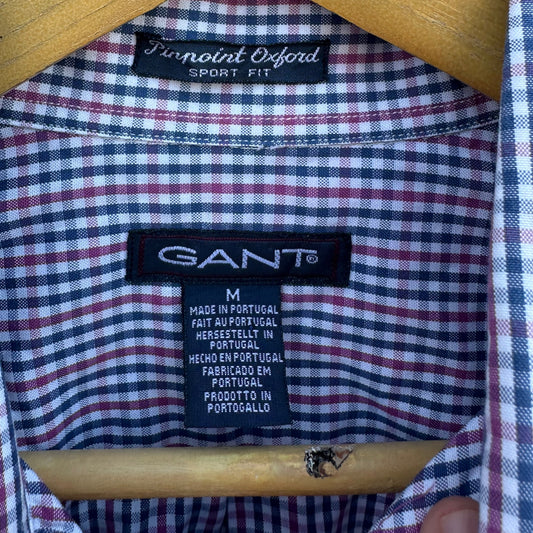 Pinpoint Oxford
SPORT FIT
GANT®
M
MADE IN PORTUGAL
FAIT AU PORTUGAL
HERSESTELLT IN
PORTUGAL
HECHO EN PORTUGAL
FABRICADO EM
PORTUGAL
PRODOTTO IN
PORTOGALLO